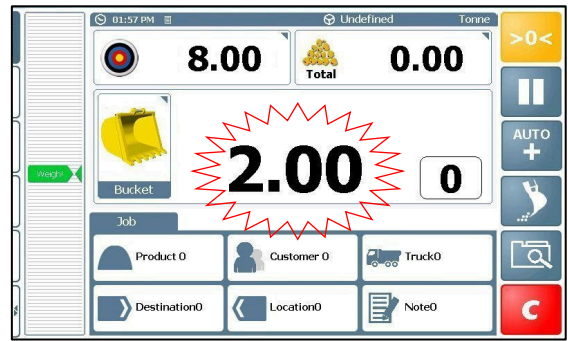 01:57 PM Undefined Tonne
>0<
8.00
Total
0.00
AUTO
+
Weight
Bucket
2.00
0
Job
Product 0
Customer 0
Truck0
Destination0
Location0
Note0
C